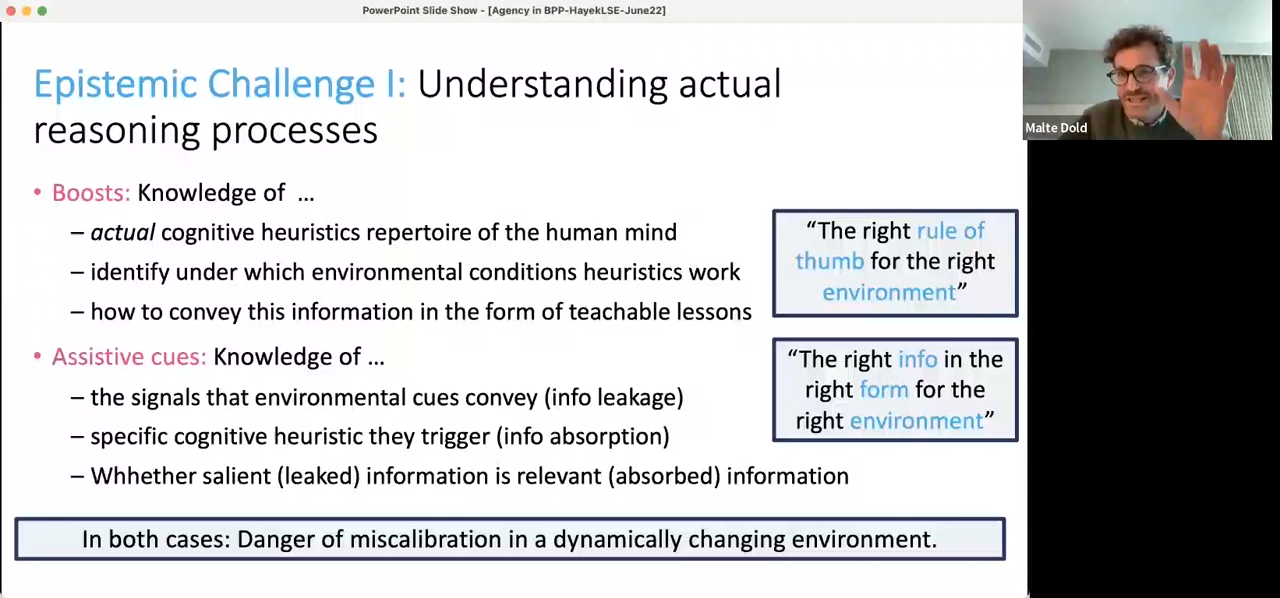 PowerPoint Slide Show - [Agency in BPP-HayekLSE-June22]
Epistemic Challenge I: Understanding actual
reasoning processes
Malte Dold
• Boosts: Knowledge of ...
– actual cognitive heuristics repertoire of the human mind
– identify under which environmental conditions heuristics work
– how to convey this information in the form of teachable lessons
“The right rule of
thumb for the right
environment”
• Assistive cues: Knowledge of ...
– the signals that environmental cues convey (info leakage)
– specific cognitive heuristic they trigger (info absorption)
– Whhether salient (leaked) information is relevant (absorbed) information
“The right info in the
right form for the
right environment”
In both cases: Danger of miscalibration in a dynamically changing environment.